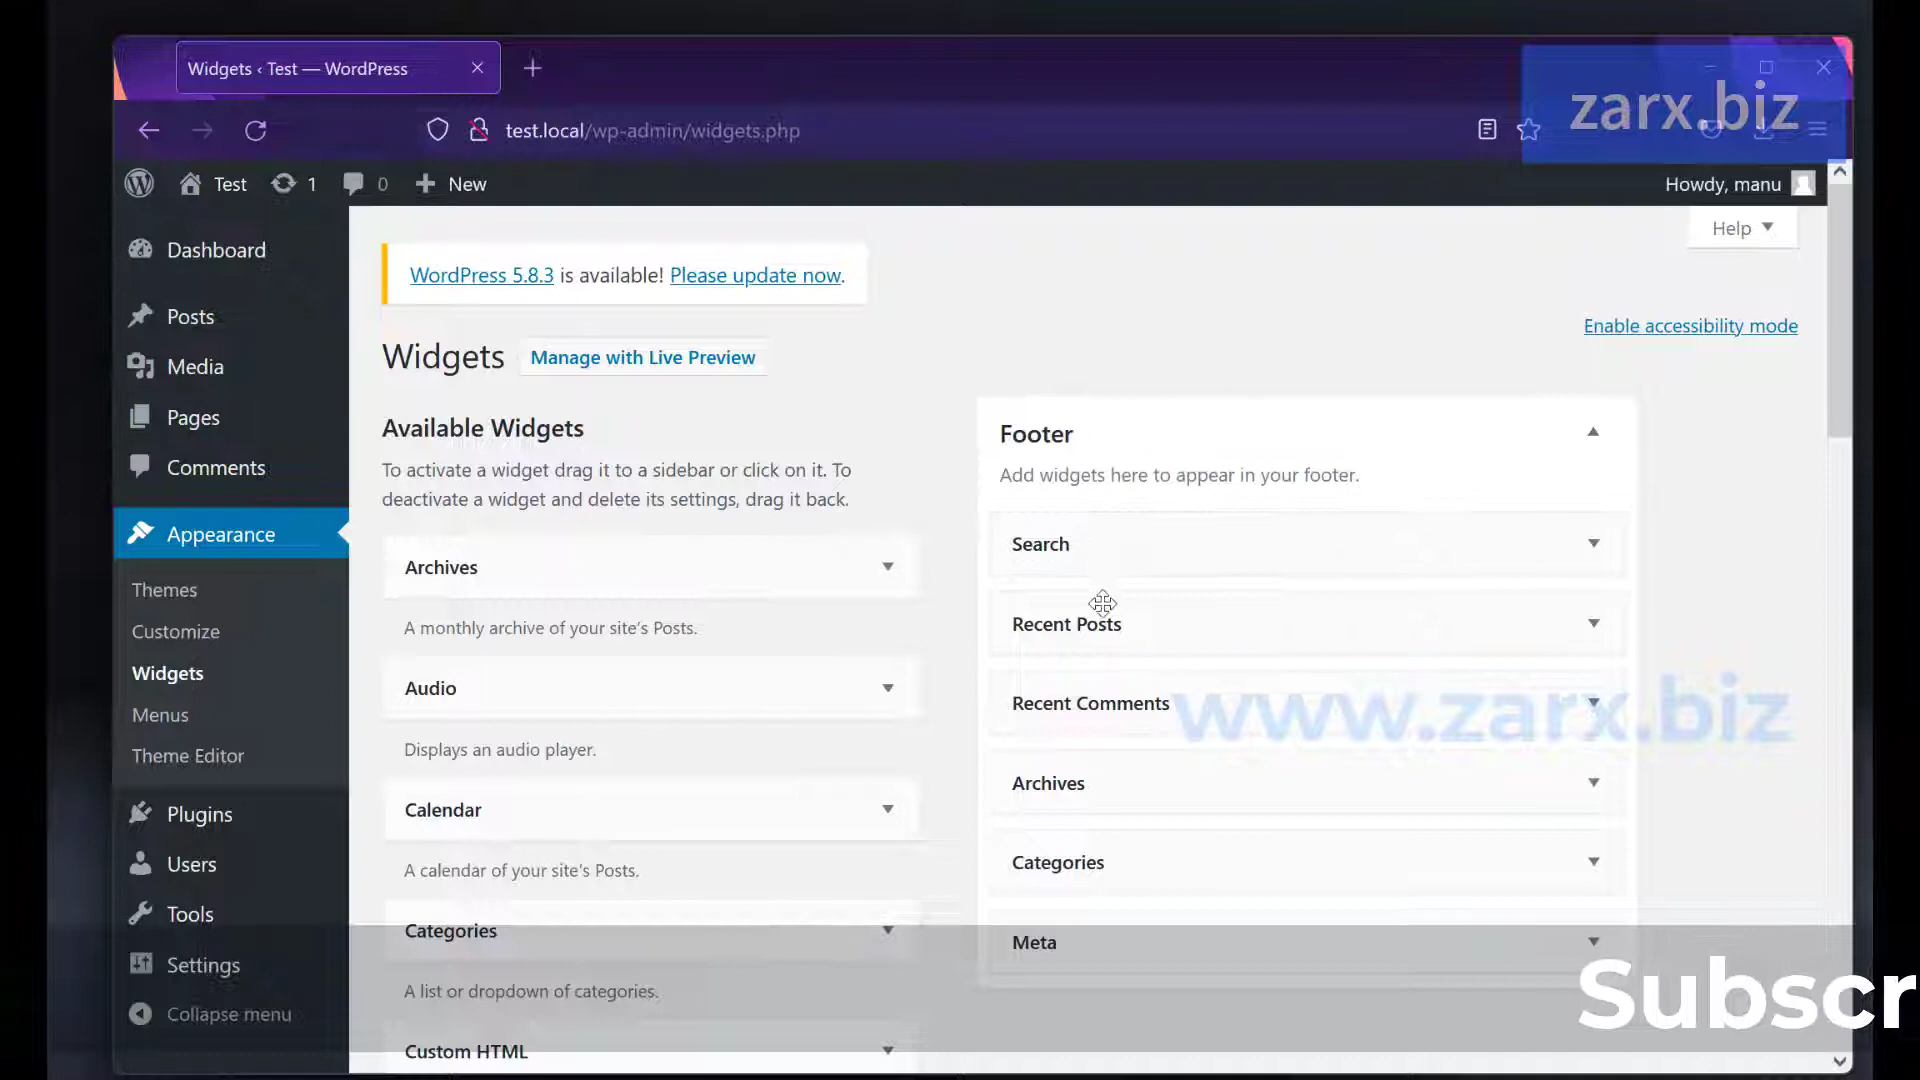 Widgets ‹ Test — WordPress
zarx.biz
test.local/wp-admin/widgets.php
Test
1
0
New
Howdy, manu
Help
Dashboard
Posts
Media
Pages
Comments
Appearance
Themes
Customize
Widgets
Menus
Theme Editor
Plugins
Users
Tools
Settings
Collapse menu
WordPress 5.8.3 is available! Please update now.
Enable accessibility mode
Widgets
Manage with Live Preview
Available Widgets
To activate a widget drag it to a sidebar or click on it. To
deactivate a widget and delete its settings, drag it back.
Archives
A monthly archive of your site's Posts.
Audio
Displays an audio player.
Calendar
A calendar of your site's Posts.
Categories
A list or dropdown of categories.
Custom HTML
Footer
Add widgets here to appear in your footer.
Search
Recent Posts
Recent Comments
www.zarx.biz
Archives
Categories
Meta
Subscr